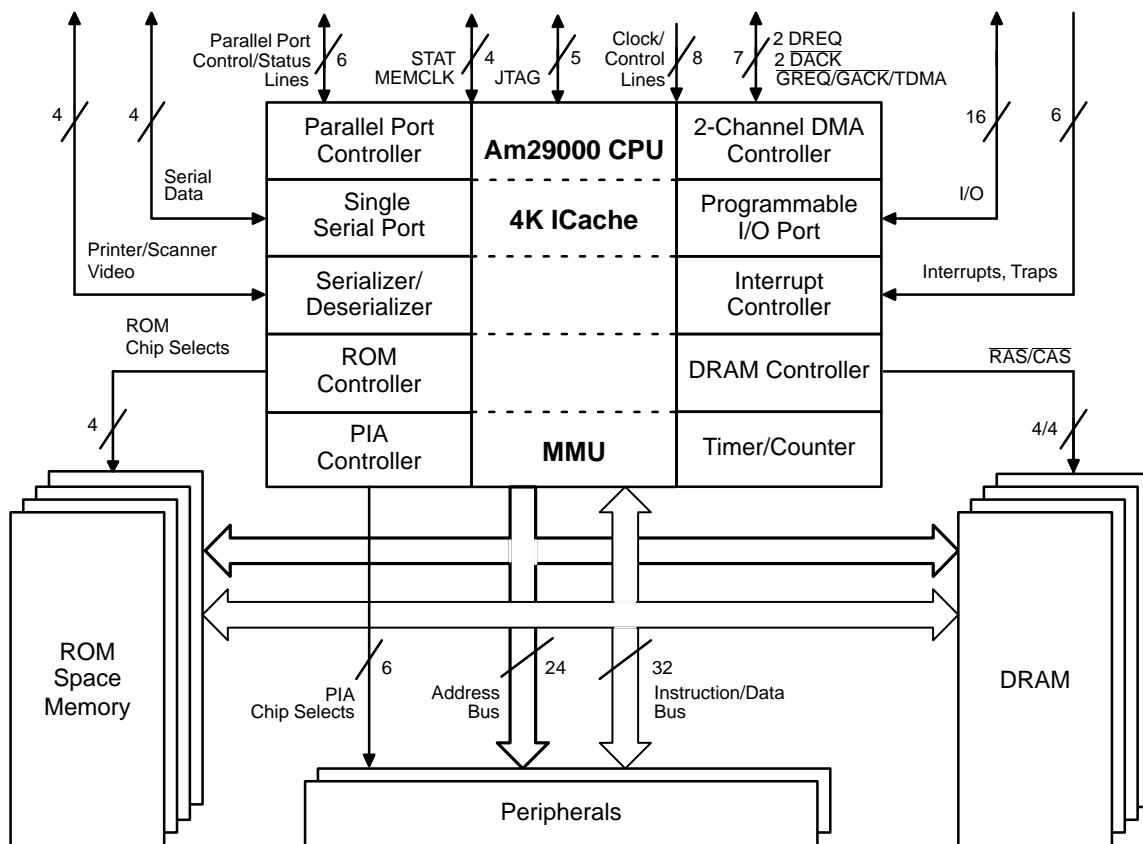 Parallel Port
Control/Status
Lines
6
STAT
MEMCLK
4
JTAG
5
Clock/
Control
Lines
8
7
2 DREQ
2 DACK
GREQ/GACK/TDMA
4
4
16
6
Parallel Port
Controller
Am29000 CPU
2-Channel DMA
Controller
Serial
Data
Single
Serial Port
4K ICache
Programmable
I/O Port
I/O
Printer/Scanner
Video
Serializer/
Deserializer
Interrupt
Controller
Interrupts, Traps
ROM
Chip Selects
ROM
Controller
DRAM Controller
RAS/CAS
4
PIA
Controller
MMU
Timer/Counter
4/4
ROM
Space
Memory
6
PIA
Chip Selects
24
Address
Bus
32
Instruction/Data
Bus
DRAM
Peripherals